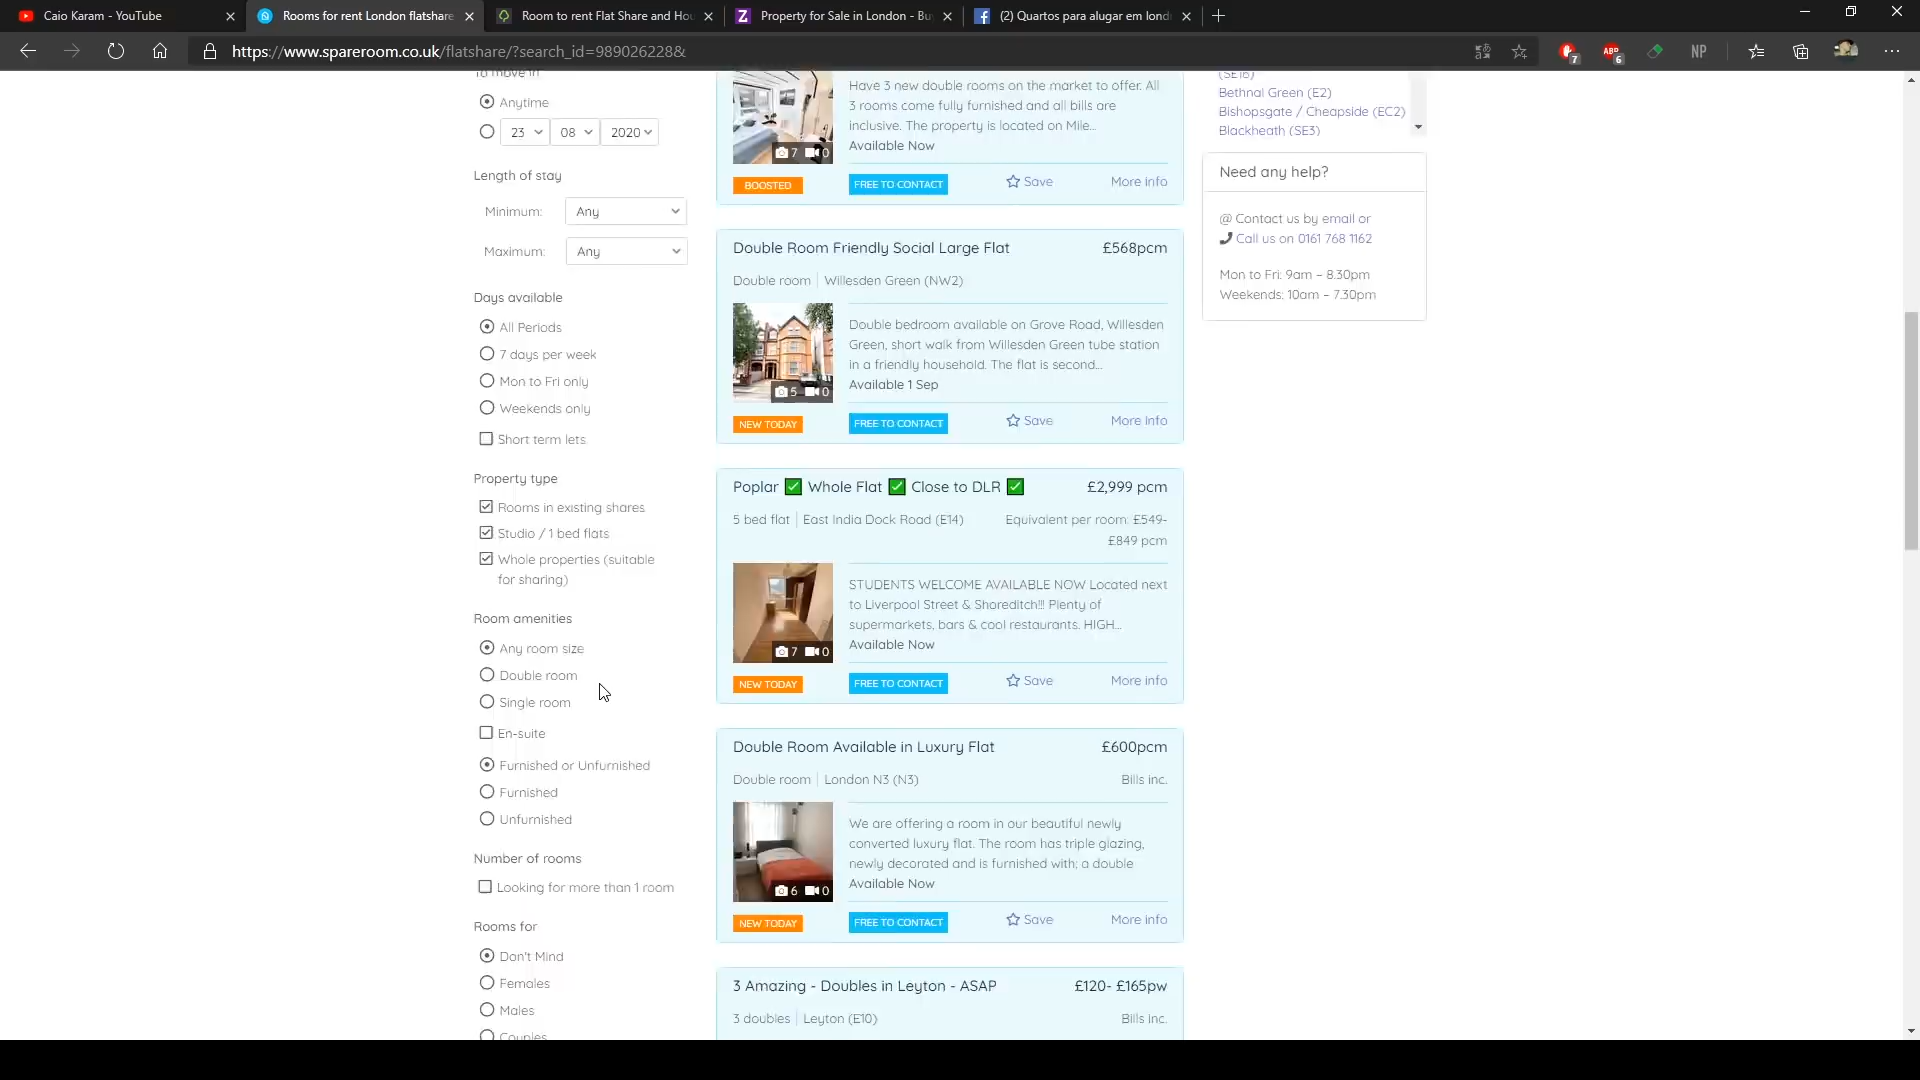 Caio Karam - YouTube
Rooms for rent London flatshare
Room to rent Flat Share and Hou
Property for Sale in London - Bu
(2) Quartos para alugar em lond
https://www.spareroom.co.uk/flatshare/?search_id=989026228&
7
ABP
6
NP
To move in
Anytime
23 08 2020
Length of stay
Minimum: Any
Maximum: Any
Days available
All Periods
7 days per week
Mon to Fri only
Weekends only
Short term lets
Property type
Rooms in existing shares
Studio / 1 bed flats
Whole properties (suitable
for sharing)
Room amenities
Any room size
Double room
Single room
En-suite
Furnished or Unfurnished
Furnished
Unfurnished
Number of rooms
Looking for more than 1 room
Rooms for
Don't Mind
Females
Males
Couples
Have 3 new double rooms on the market to offer. All
3 rooms come fully furnished and all bills are
inclusive. The property is located on Mile...
Available Now
7 0
BOOSTED
FREE TO CONTACT
Save
More info
Double Room Friendly Social Large Flat £568pcm
Double room | Willesden Green (NW2)
Double bedroom available on Grove Road, Willesden
Green, short walk from Willesden Green tube station
in a friendly household. The flat is second...
Available 1 Sep
5 0
NEW TODAY
FREE TO CONTACT
Save
More info
Poplar ✅ Whole Flat ✅ Close to DLR ✅ £2,999 pcm
5 bed flat | East India Dock Road (E14) Equivalent per room: £549-
£849 pcm
STUDENTS WELCOME AVAILABLE NOW Located next
to Liverpool Street & Shoreditch!!! Plenty of
supermarkets, bars & cool restaurants. HIGH...
Available Now
7 0
NEW TODAY
FREE TO CONTACT
Save
More info
Double Room Available in Luxury Flat £600pcm
Double room | London N3 (N3) Bills inc.
We are offering a room in our beautiful newly
converted luxury flat. The room has triple glazing,
newly decorated and is furnished with; a double
Available Now
6 0
NEW TODAY
FREE TO CONTACT
Save
More info
3 Amazing - Doubles in Leyton - ASAP £120- £165pw
3 doubles | Leyton (E10) Bills inc.
(SE16)
Bethnal Green (E2)
Bishopsgate / Cheapside (EC2)
Blackheath (SE3)
Need any help?
@ Contact us by email or
Call us on 0161 768 1162
Mon to Fri: 9am – 8.30pm
Weekends: 10am – 7.30pm